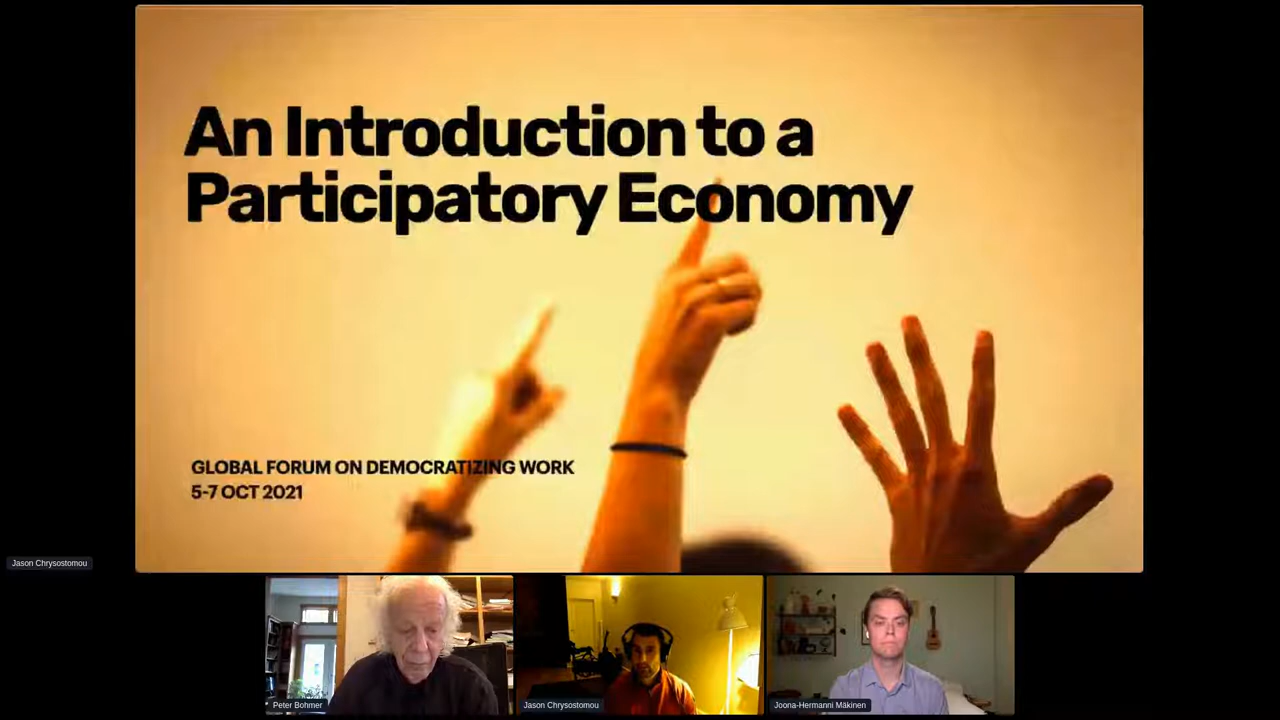 An Introduction to a
Participatory Economy
GLOBAL FORUM ON DEMOCRATIZING WORK
5-7 OCT 2021
Jason Chrysostomou
Peter Bohmer
Jason Chrysostomou
Joona-Hermanni Mäkinen